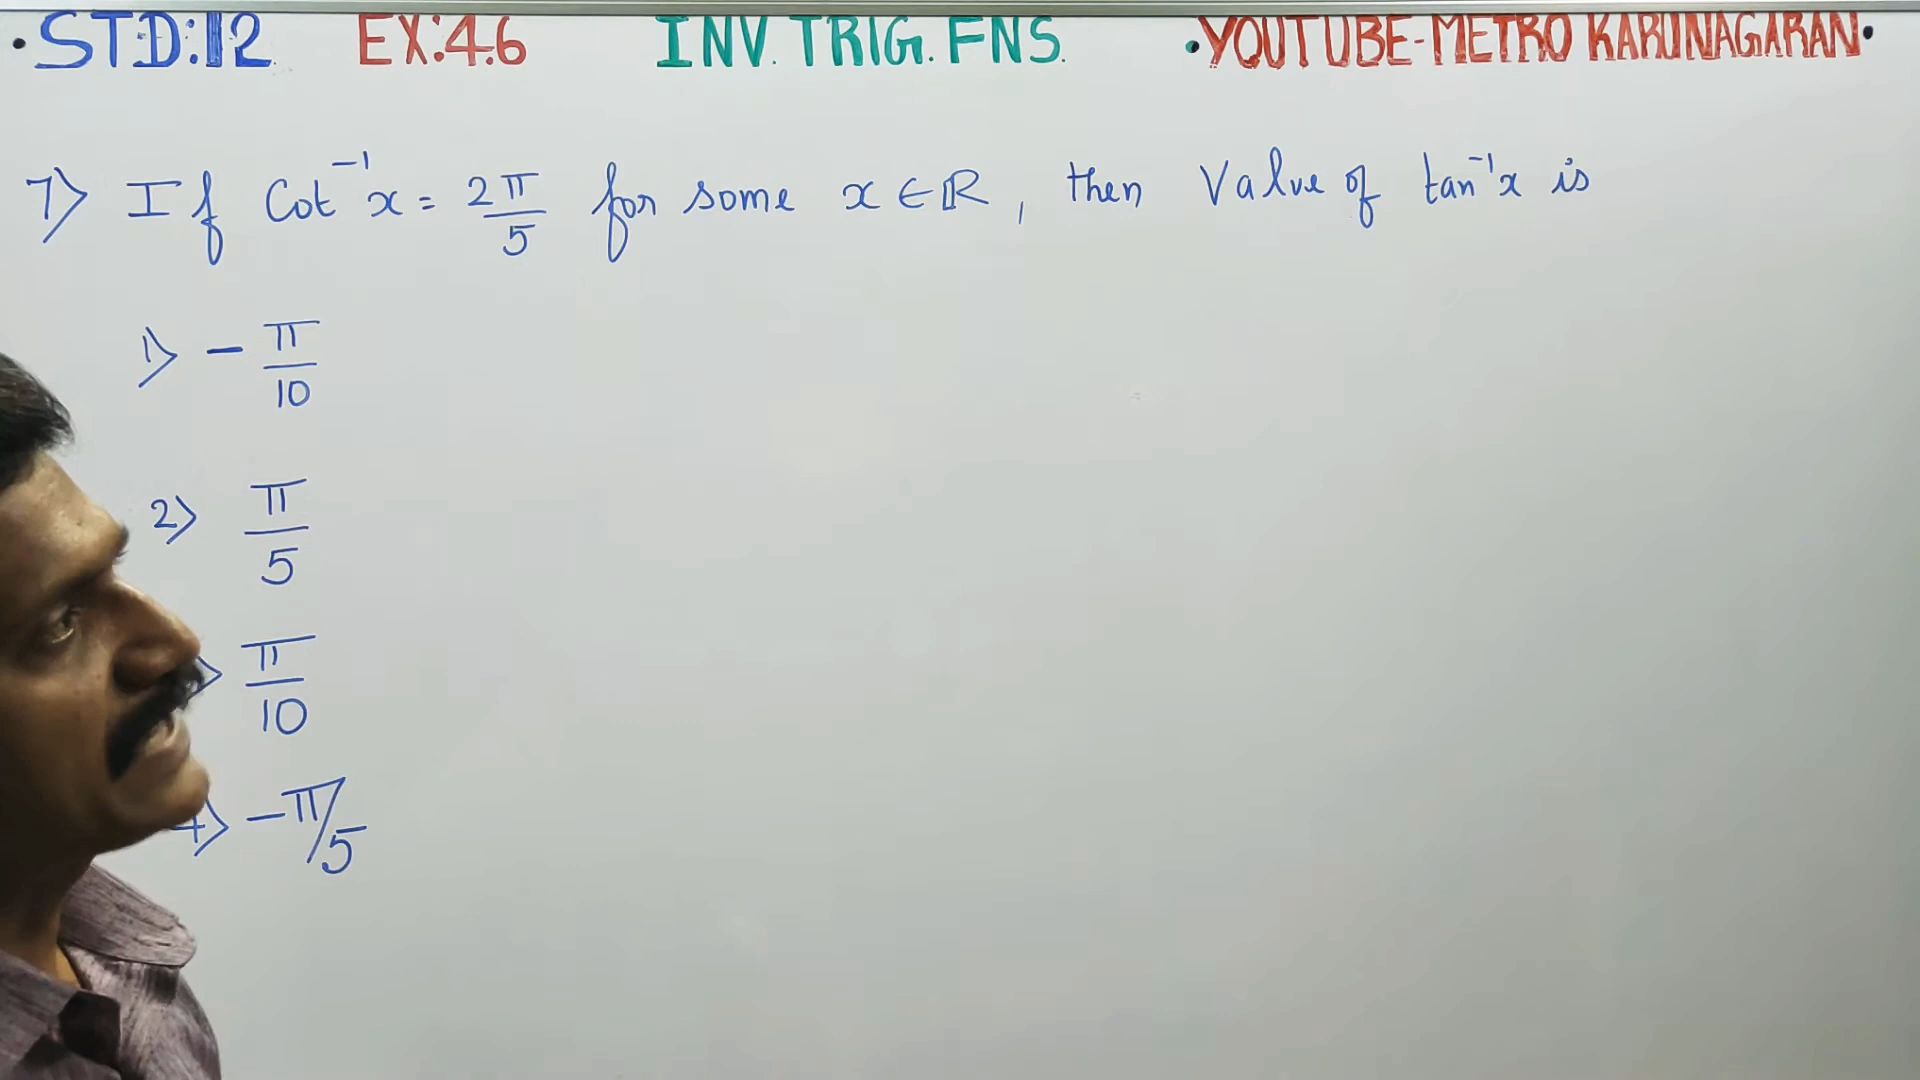 •STD:12 EX:4.6 INV. TRIG. FNS. •YOUTUBE-METRO KARUNAGARAN•
7) If Cot⁻¹x = 2π/5 for some x ∈ ℝ, then Value of tan⁻¹x is
1) -π/10
2) π/5
) π/10
4) -π/5